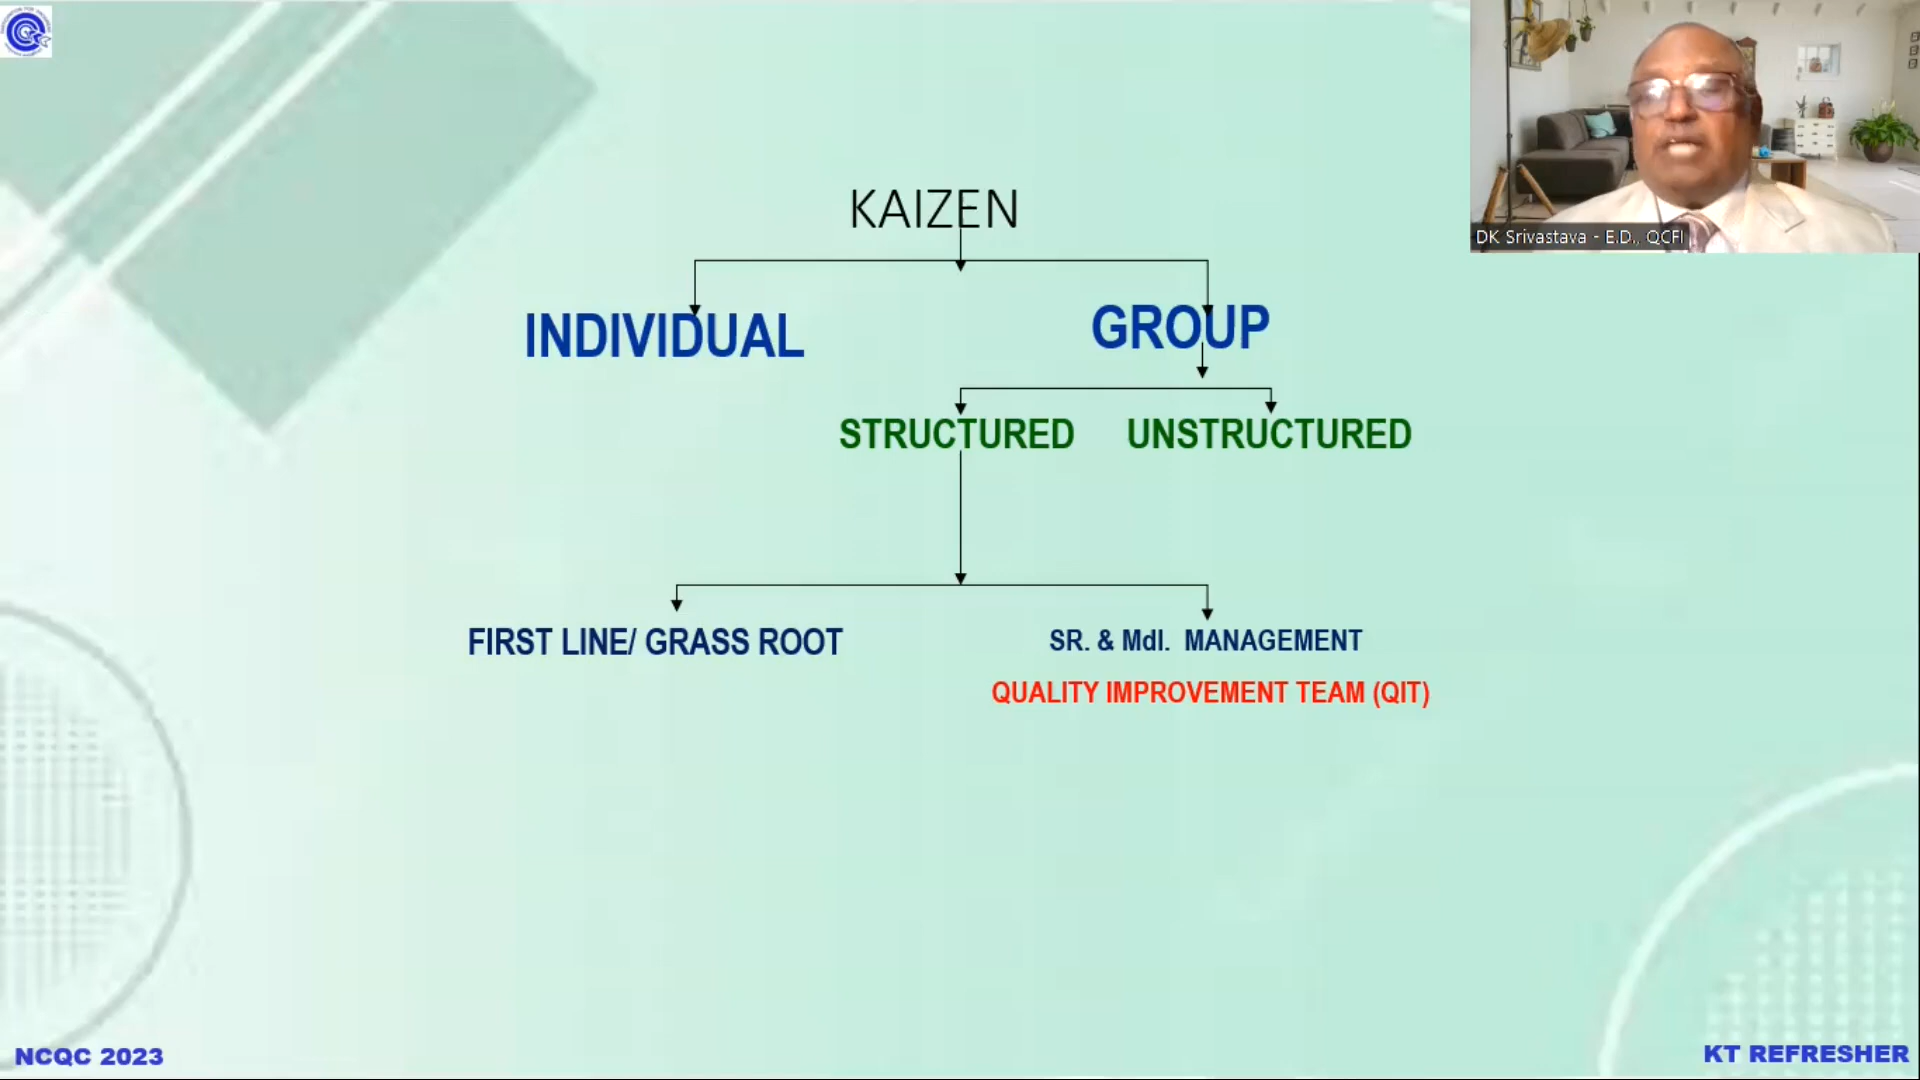 KAIZEN
DK Srivastava - E.D., QCFI
INDIVIDUAL
GROUP
STRUCTURED
UNSTRUCTURED
FIRST LINE/ GRASS ROOT
SR. & Mdl. MANAGEMENT
QUALITY IMPROVEMENT TEAM (QIT)
NCQC 2023
KT REFRESHER